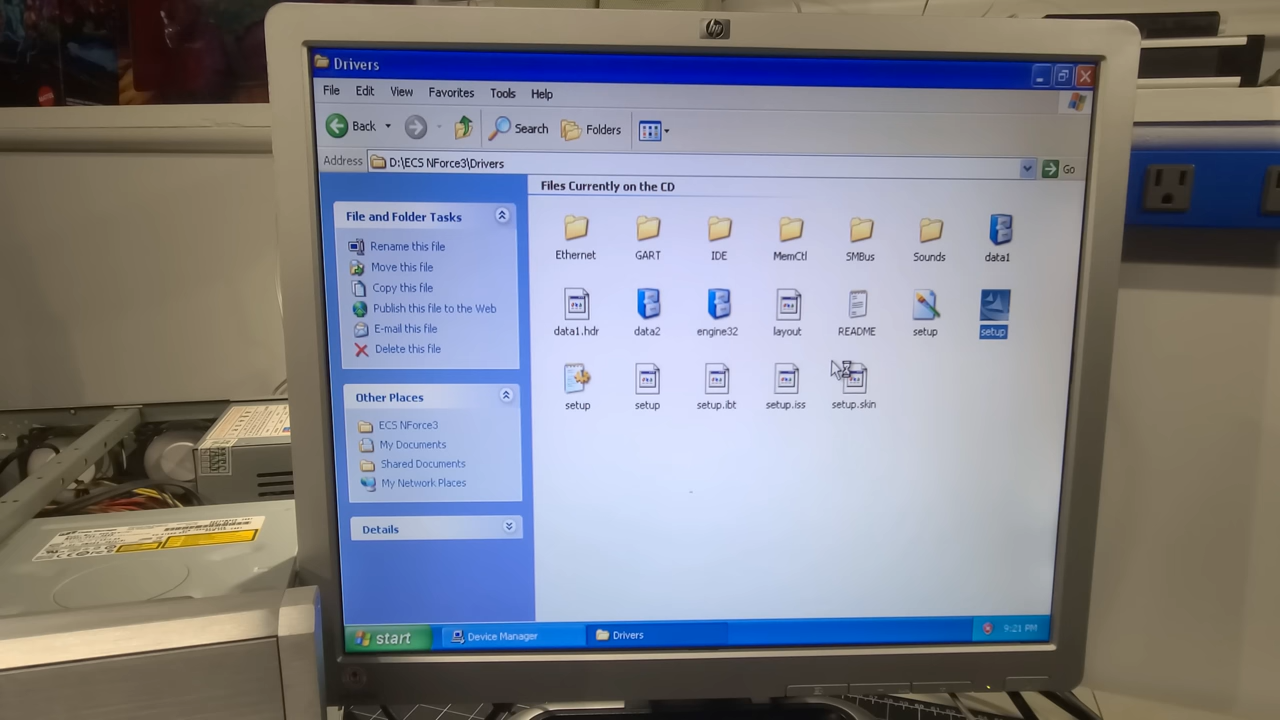 hp
Drivers
File Edit View Favorites Tools Help
Back Search Folders
Address D:\ECS NForce3\Drivers Go
File and Folder Tasks
Rename this file
Move this file
Copy this file
Publish this file to the Web
E-mail this file
Delete this file
Other Places
ECS NForce3
My Documents
Shared Documents
My Network Places
Details
Files Currently on the CD
Ethernet GART IDE MemCtl SMBus Sounds data1
data1.hdr data2 engine32 layout README setup setup
setup setup setup.ibt setup.iss setup.skin
start Device Manager Drivers 9:21 PM